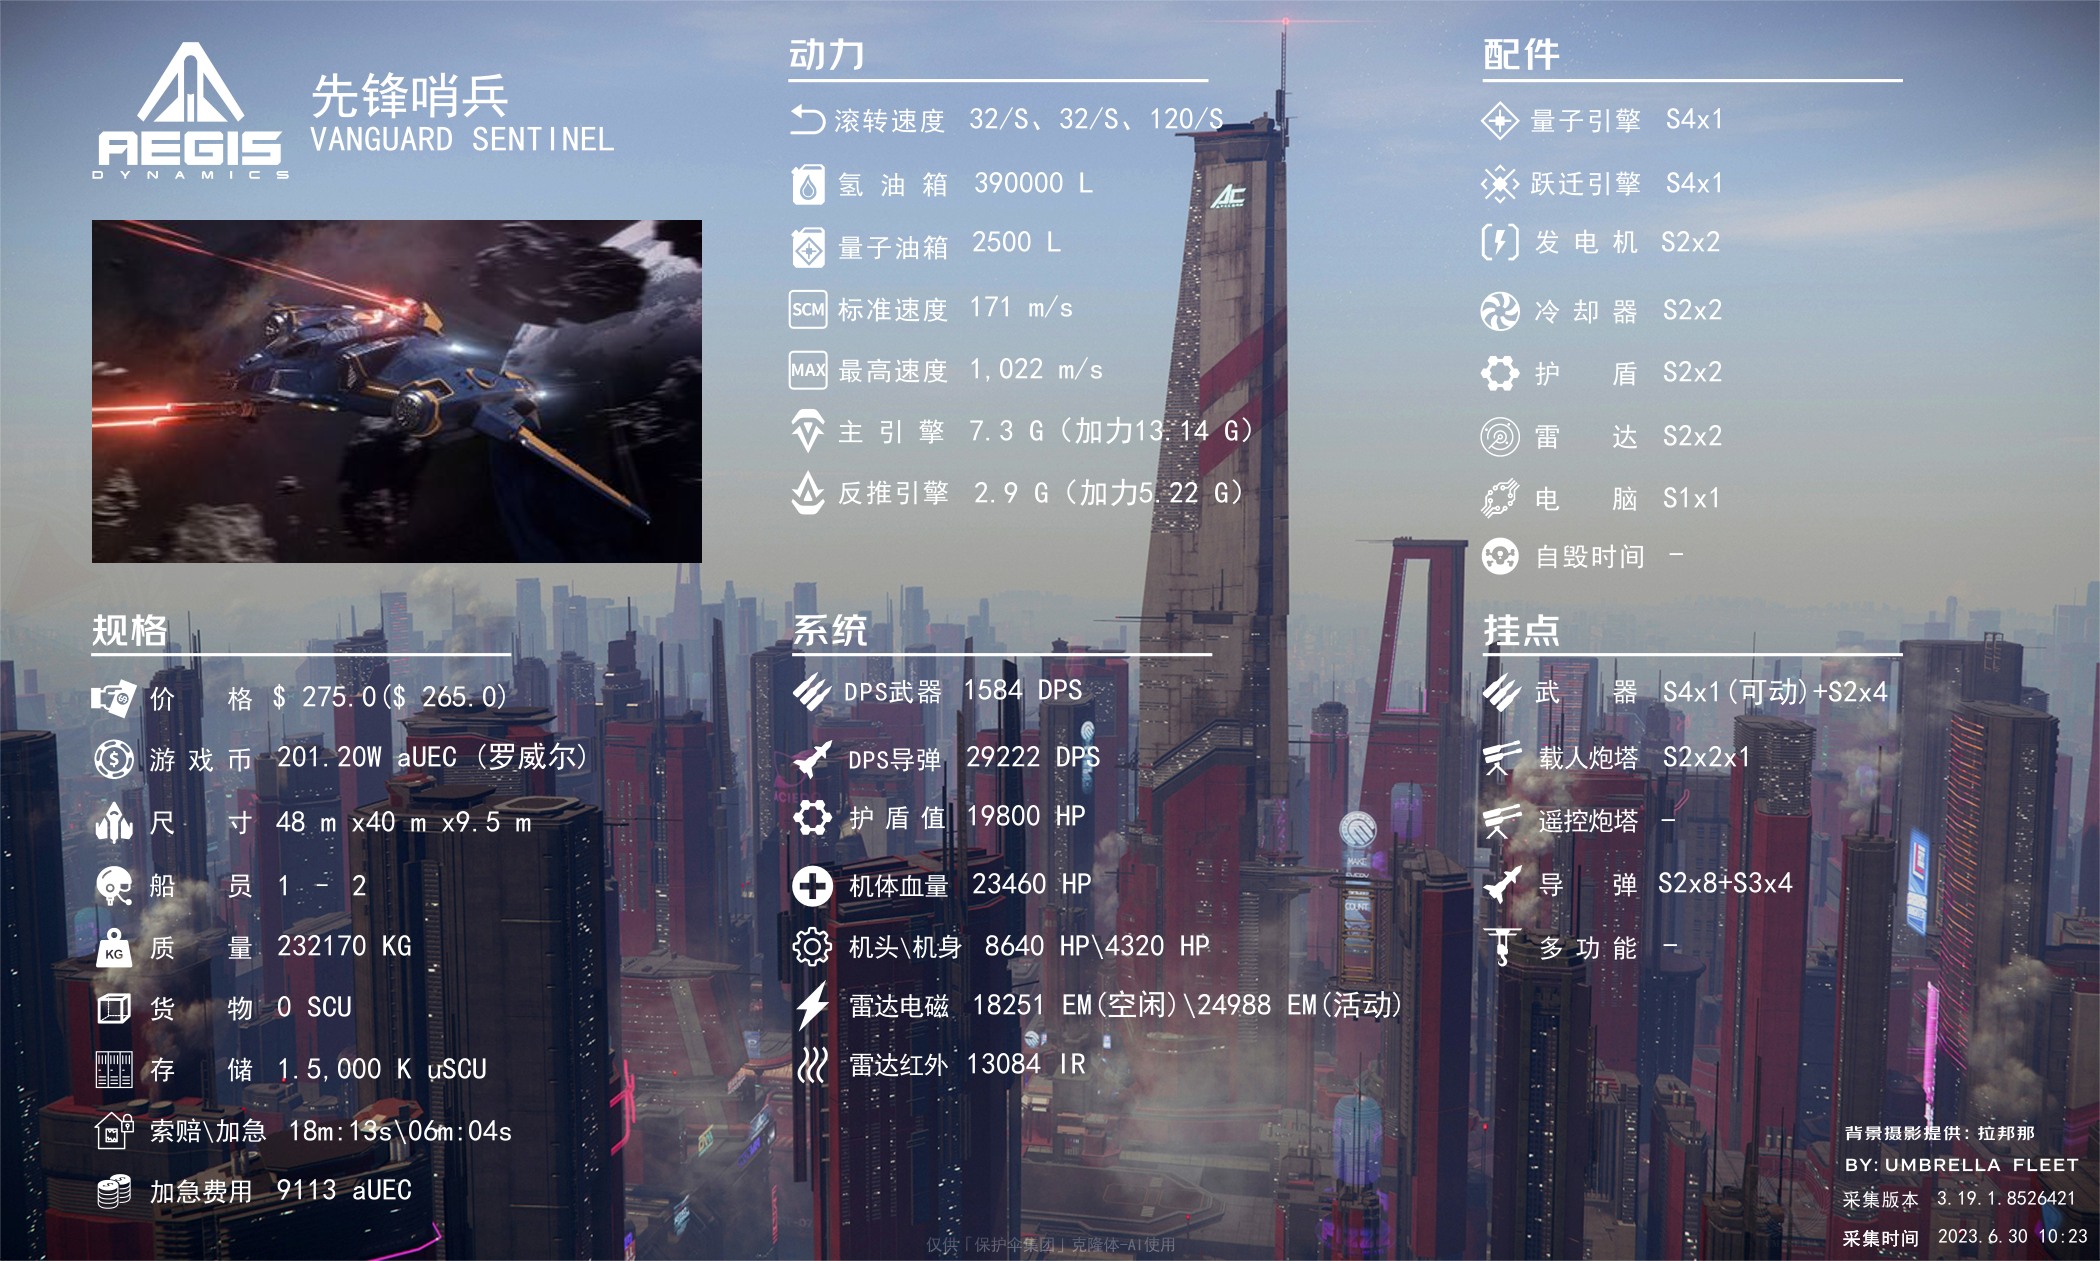 AEGIS
DYNAMICS
先锋哨兵
VANGUARD SENTINEL
动力
滚转速度 32/S、32/S、120/S
氢油箱 390000 L
量子油箱 2500 L
SCM 标准速度 171 m/s
MAX 最高速度 1,022 m/s
主引擎 7.3 G（加力13.14 G）
反推引擎 2.9 G（加力5.22 G）
配件
量子引擎 S4x1
跃迁引擎 S4x1
发电机 S2x2
冷却器 S2x2
护盾 S2x2
雷达 S2x2
电脑 S1x1
自毁时间 -
规格
价格 $ 275.0($ 265.0)
游戏币 201.20W aUEC (罗威尔)
尺寸 48 m x40 m x9.5 m
船员 1 - 2
KG 质量 232170 KG
货物 0 SCU
存储 1.5,000 K μSCU
索赔\加急 18m:13s\06m:04s
加急费用 9113 aUEC
系统
DPS武器 1584 DPS
DPS导弹 29222 DPS
护盾值 19800 HP
机体血量 23460 HP
机头\机身 8640 HP\4320 HP
雷达电磁 18251 EM(空闲)\24988 EM(活动)
雷达红外 13084 IR
挂点
武器 S4x1(可动)+S2x4
载人炮塔 S2x2x1
遥控炮塔 -
导弹 S2x8+S3x4
多功能 -
AC
背景摄影提供: 拉邦那
BY: UMBRELLA FLEET
采集版本 3.19.1.8526421
采集时间 2023.6.30 10:23
仅供「保护伞集团」克隆体-AI使用